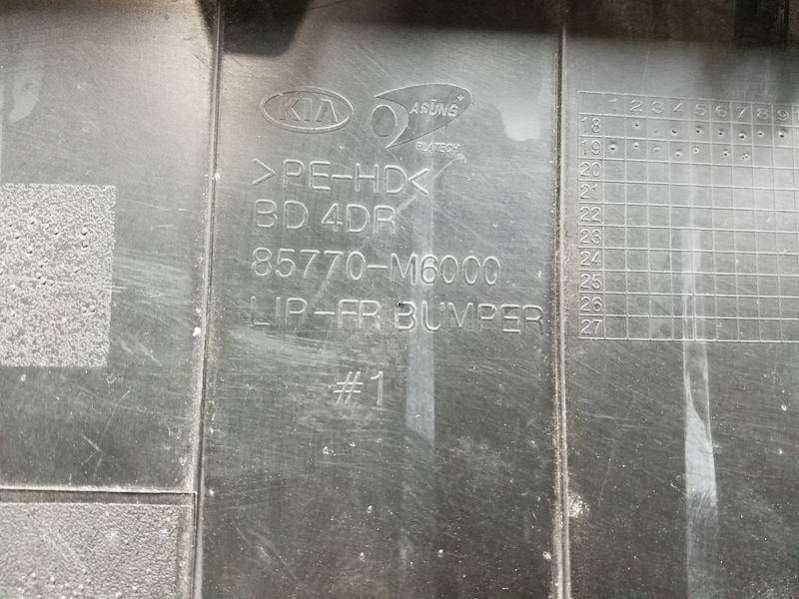 KIA
ASUNG
PLATECH
>PE-HD<
BD 4DR
85770-M6000
LIP-FR BUMPER
#1
1 2 3 4 5 6 7 8 9
18
19
20
21
22
23
24
25
26
27